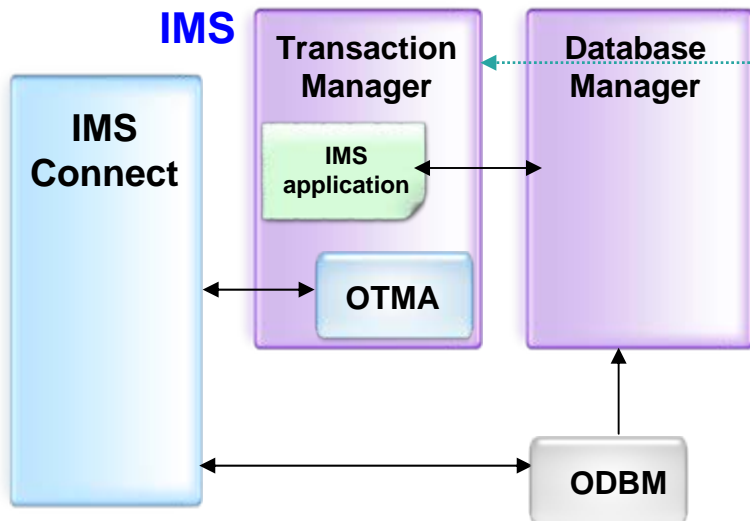 IMS
Transaction
Manager
Database
Manager
IMS
Connect
IMS
application
OTMA
ODBM